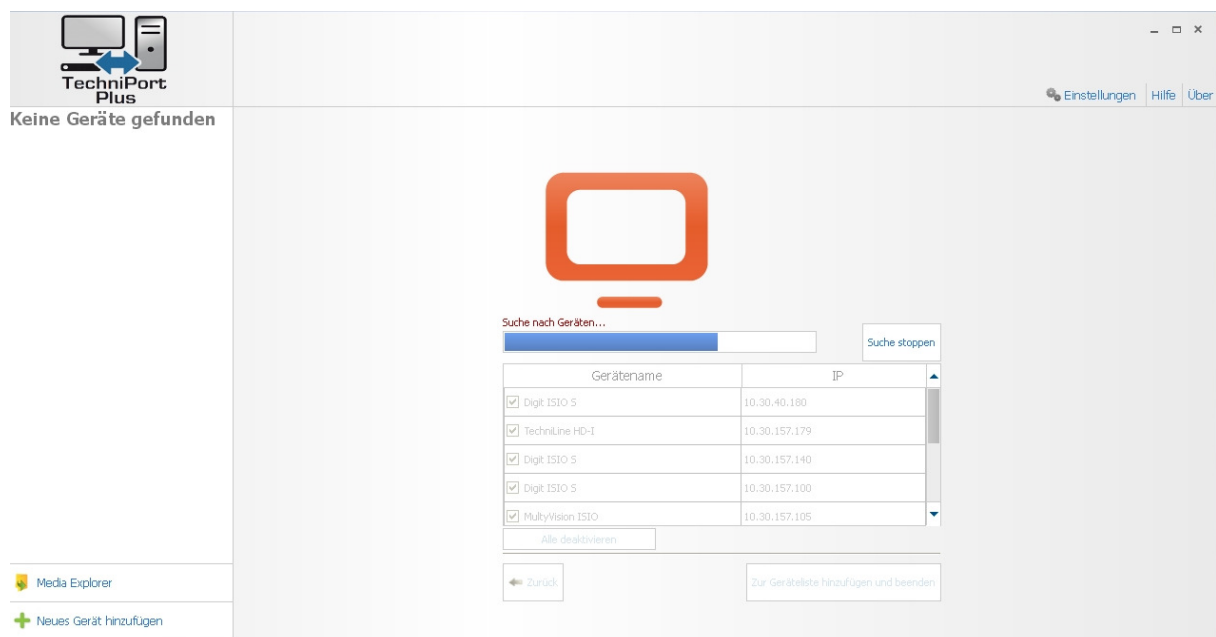 TechniPort
Plus
Einstellungen Hilfe Über
Keine Geräte gefunden
Suche nach Geräten...
Suche stoppen
Gerätename IP
Digit ISIO S 10.30.40.180
TechniLine HD-I 10.30.157.179
Digit ISIO S 10.30.157.140
Digit ISIO S 10.30.157.100
MultyVision ISIO 10.30.157.105
Alle deaktivieren
Zurück Zur Geräteliste hinzufügen und beenden
Media Explorer
Neues Gerät hinzufügen